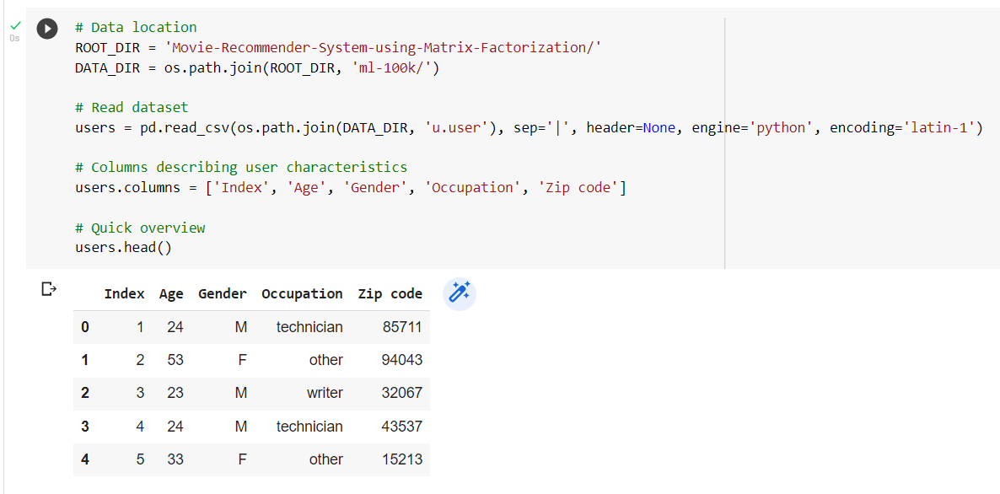 0s
# Data location
ROOT_DIR = 'Movie-Recommender-System-using-Matrix-Factorization/'
DATA_DIR = os.path.join(ROOT_DIR, 'ml-100k/')
# Read dataset
users = pd.read_csv(os.path.join(DATA_DIR, 'u.user'), sep='|', header=None, engine='python', encoding='latin-1')
# Columns describing user characteristics
users.columns = ['Index', 'Age', 'Gender', 'Occupation', 'Zip code']
# Quick overview
users.head()
Index Age Gender Occupation Zip code
0 1 24 M technician 85711
1 2 53 F other 94043
2 3 23 M writer 32067
3 4 24 M technician 43537
4 5 33 F other 15213